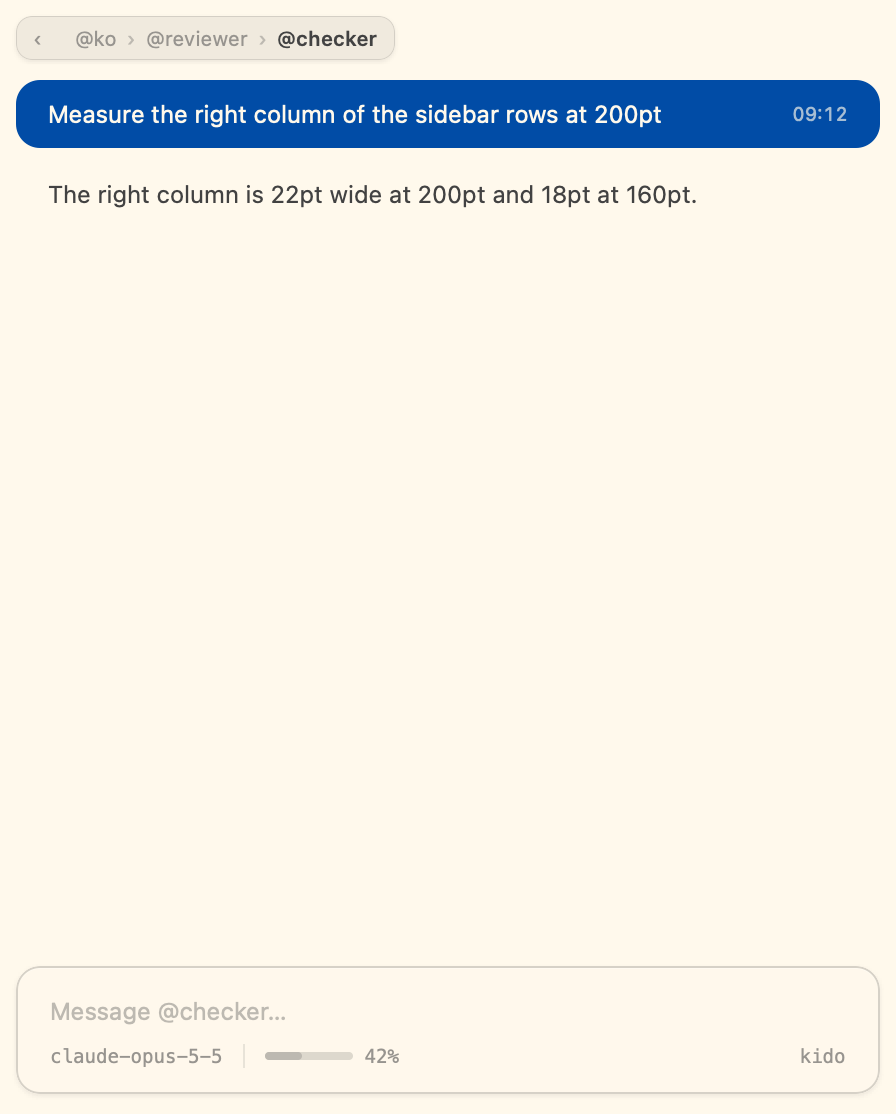 ‹ @ko › @reviewer › @checker
Measure the right column of the sidebar rows at 200pt 09:12
The right column is 22pt wide at 200pt and 18pt at 160pt.
Message @checker...
claude-opus-5-5 42% kido